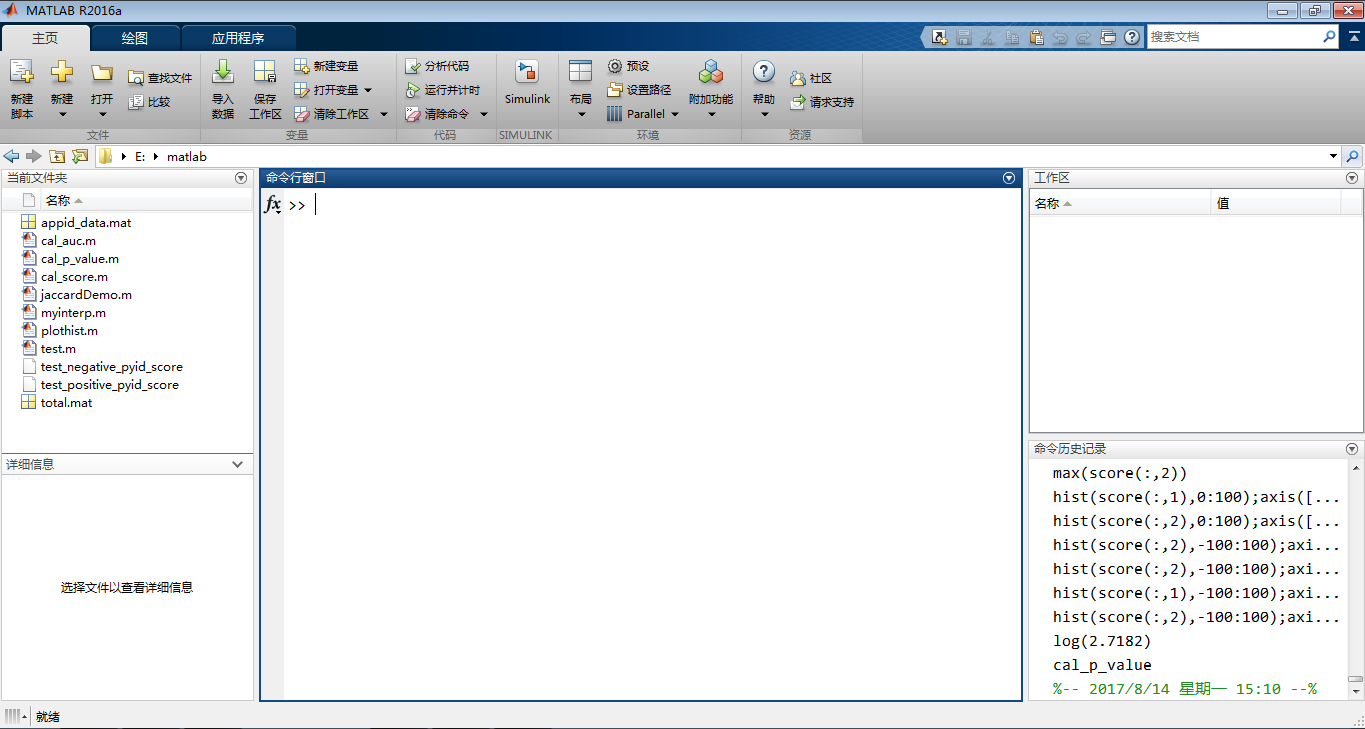 MATLAB R2016a
主页
绘图
应用程序
搜索文档
新建
脚本
新建
打开
查找文件
比较
文件
导入
数据
保存
工作区
新建变量
打开变量
清除工作区
变量
分析代码
运行并计时
清除命令
代码
Simulink
SIMULINK
布局
预设
设置路径
Parallel
附加功能
环境
帮助
社区
请求支持
资源
E:
matlab
当前文件夹
名称
appid_data.mat
cal_auc.m
cal_p_value.m
cal_score.m
jaccardDemo.m
myinterp.m
plothist.m
test.m
test_negative_pyid_score
test_positive_pyid_score
total.mat
详细信息
选择文件以查看详细信息
命令行窗口
fx >>
工作区
名称
值
命令历史记录
max(score(:,2))
hist(score(:,1),0:100);axis([...
hist(score(:,2),0:100);axis([...
hist(score(:,2),-100:100);axi...
hist(score(:,2),-100:100);axi...
hist(score(:,1),-100:100);axi...
hist(score(:,2),-100:100);axi...
log(2.7182)
cal_p_value
%-- 2017/8/14 星期一 15:10 --%
就绪